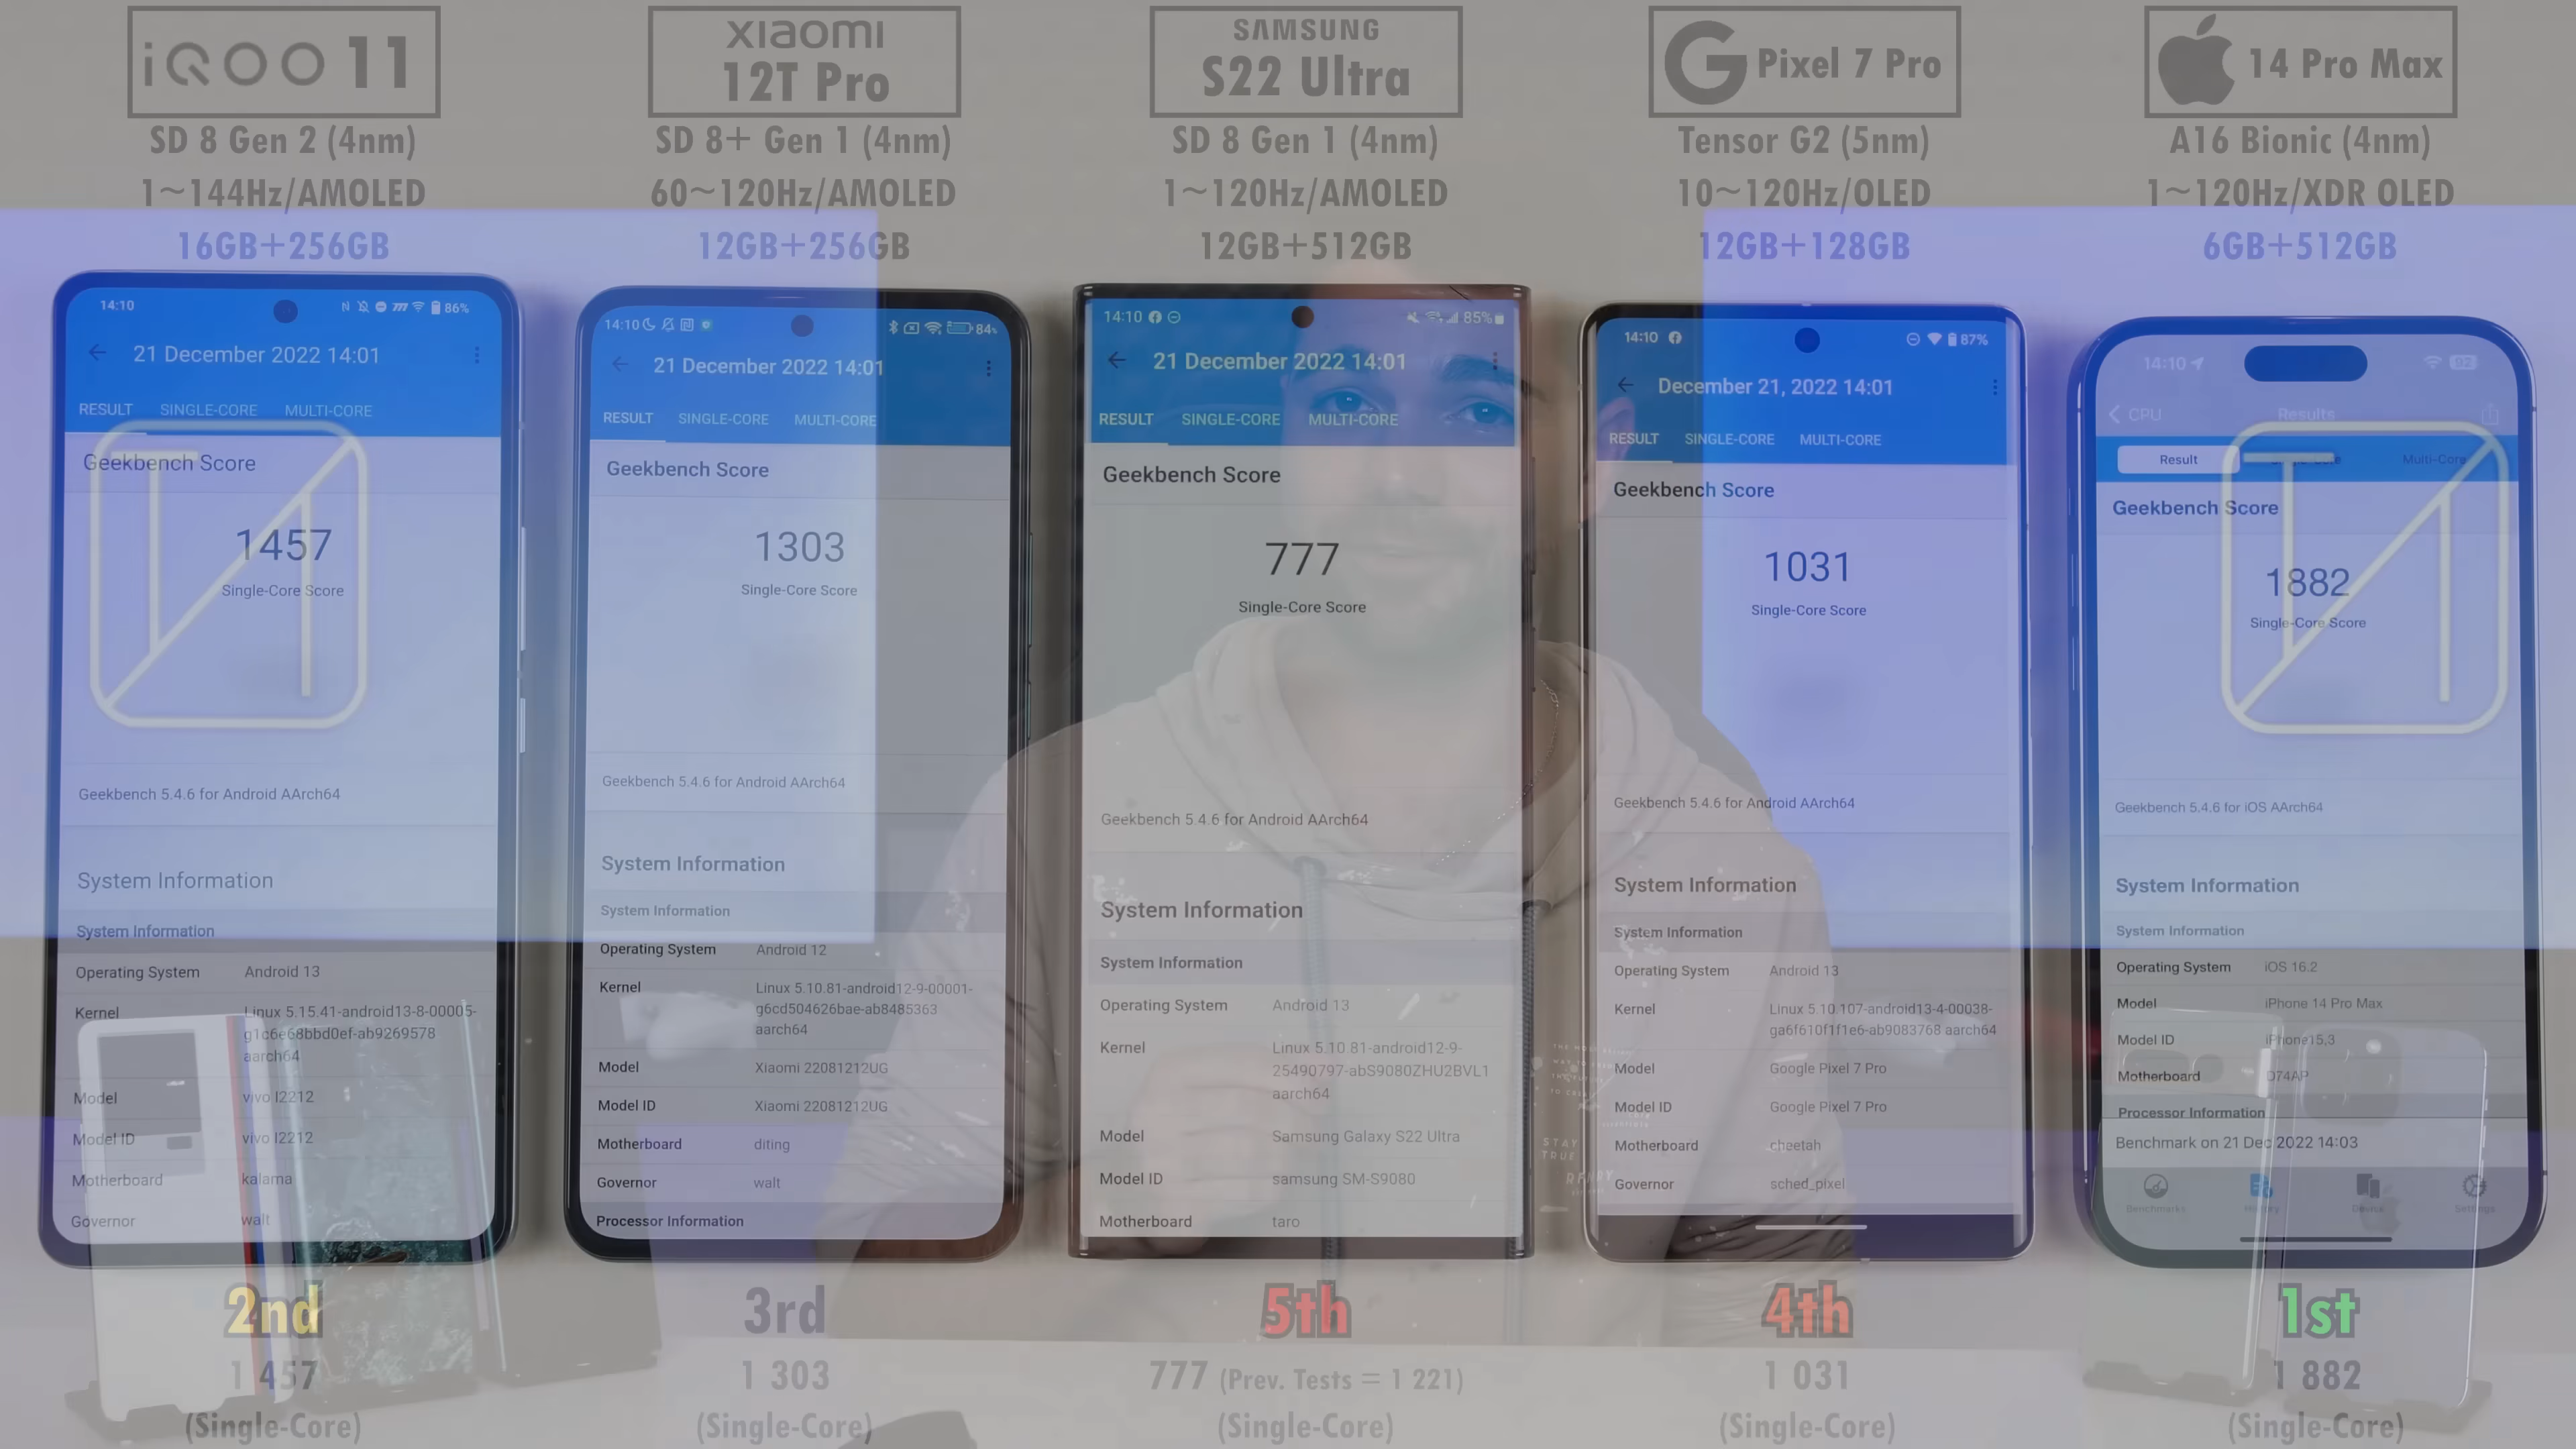 iQOO 11
SD 8 Gen 2 (4nm)
1~144Hz/AMOLED
16GB+256GB
xiaomi
12T Pro
SD 8+ Gen 1 (4nm)
60~120Hz/AMOLED
12GB+256GB
SAMSUNG
S22 Ultra
SD 8 Gen 1 (4nm)
1~120Hz/AMOLED
12GB+512GB
G Pixel 7 Pro
Tensor G2 (5nm)
10~120Hz/OLED
12GB+128GB
14 Pro Max
A16 Bionic (4nm)
1~120Hz/XDR OLED
6GB+512GB
14:10 86%
21 December 2022 14:01
RESULT SINGLE-CORE MULTI-CORE
Geekbench Score
1457
Single-Core Score
Geekbench 5.4.6 for Android AArch64
System Information
System Information
Operating System Android 13
Kernel Linux 5.15.41-android13-8-00005-
g1c6e68bbd0ef-ab9269578
aarch64
Model vivo I2212
Model ID vivo I2212
Motherboard kalama
Governor walt
2nd
1 457
(Single-Core)
14:10 84%
21 December 2022 14:01
RESULT SINGLE-CORE MULTI-CORE
Geekbench Score
1303
Single-Core Score
Geekbench 5.4.6 for Android AArch64
System Information
System Information
Operating System Android 12
Kernel Linux 5.10.81-android12-9-00001-
g6cd504626bae-ab8485363
aarch64
Model Xiaomi 22081212UG
Model ID Xiaomi 22081212UG
Motherboard diting
Governor walt
Processor Information
3rd
1 303
(Single-Core)
14:10 85%
21 December 2022 14:01
RESULT SINGLE-CORE MULTI-CORE
Geekbench Score
777
Single-Core Score
Geekbench 5.4.6 for Android AArch64
System Information
System Information
Operating System Android 13
Kernel Linux 5.10 81-android12-9-
25490797-abS9080ZHU2BVL1
aarch64
Model Samsung Galaxy S22 Ultra
Model ID samsung SM-S9080
Motherboard taro
5th
777 (Prev. Tests = 1 221)
(Single-Core)
14:10 87%
December 21, 2022 14:01
RESULT SINGLE-CORE MULTI-CORE
Geekbench Score
1031
Single-Core Score
Geekbench 5.4.6 for Android AArch64
System Information
System Information
Operating System Android 13
Kernel Linux 5.10.107-android13-4-00038-
ga6f610f1f1e6-ab9083768 aarch64
Model Google Pixel 7 Pro
Model ID Google Pixel 7 Pro
Motherboard cheetah
Governor sched_pixel
4th
1 031
(Single-Core)
14:10
CPU Results
Result Multi-Core
Geekbench Score
1882
Single-Core Score
Geekbench 5.4.6 for iOS AArch64
System Information
System Information
Operating System iOS 16.2
Model iPhone 14 Pro Max
Model ID iPhone15,3
Motherboard D74AP
Processor Information
Benchmark on 21 Dec 2022 14:03
Benchmarks History Device Settings
1st
1 882
(Single-Core)
STAY
TRUE